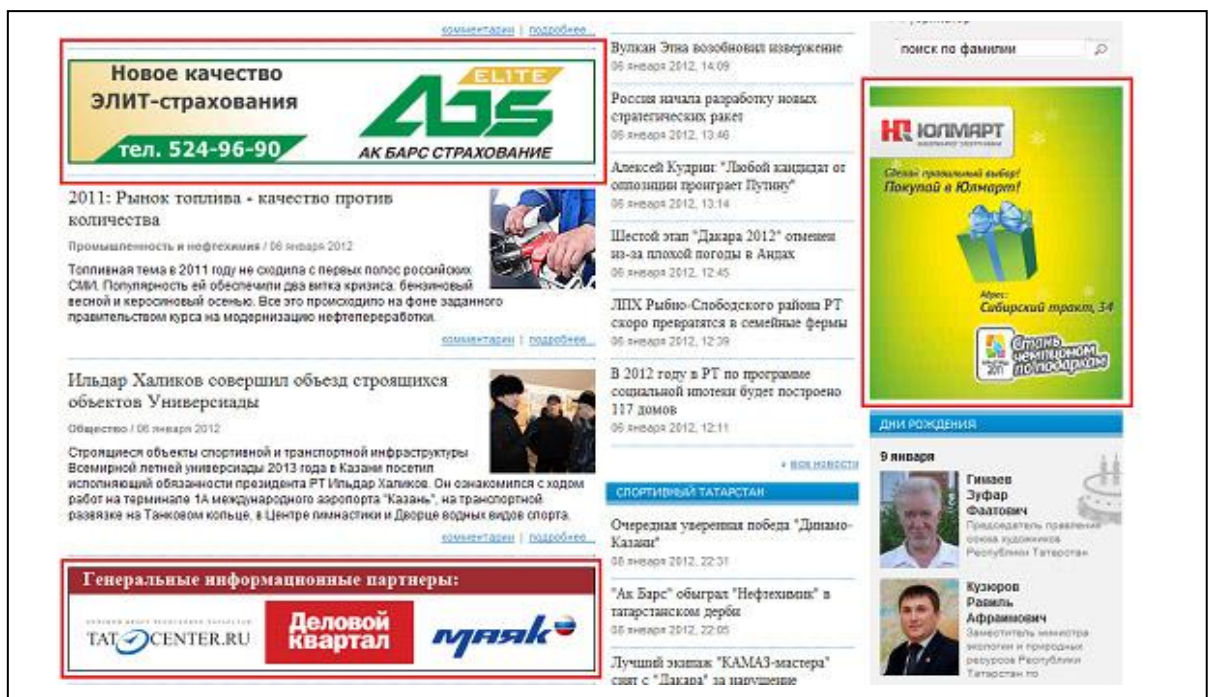 комментарии | подробнее...
Новое качество
ЭЛИТ-страхования
тел. 524-96-90
ELITE
АК БАРС СТРАХОВАНИЕ
2011: Рынок топлива - качество против
количества
Промышленность и нефтехимия / 06 января 2012
Топливная тема в 2011 году не сходила с первых полос российских
СМИ. Популярность ей обеспечили два витка кризиса: бензиновый
весной и керосиновый осенью. Все это происходило на фоне заданного
правительством курса на модернизацию нефтепереработки.
комментарии | подробнее...
Ильдар Халиков совершил объезд строящихся
объектов Универсиады
Общество / 06 января 2012
Строящиеся объекты спортивной и транспортной инфраструктуры
Всемирной летней универсиады 2013 года в Казани посетил
исполняющий обязанности президента РТ Ильдар Халиков. Он ознакомился с ходом
работ на терминале 1А международного аэропорта "Казань", на транспортной
развязке на Танковом кольце, в Центре гимнастики и Дворце водных видов спорта.
комментарии | подробнее...
Генеральные информационные партнеры:
TATCENTER.RU
Деловой
квартал
маяк
Вулкан Этна возобновил извержение
06 января 2012, 14:09
Россия начала разработку новых
стратегических ракет
06 января 2012, 13:46
Алексей Кудрин: "Любой кандидат от
оппозиции проиграет Путину"
06 января 2012, 13:14
Шестой этап "Дакара 2012" отменен
из-за плохой погоды в Андах
06 января 2012, 12:45
ЛПХ Рыбно-Слободского района РТ
скоро превратятся в семейные фермы
06 января 2012, 12:39
В 2012 году в РТ по программе
социальной ипотеки будет построено
117 домов
06 января 2012, 12:11
» все новости
СПОРТИВНЫЙ ТАТАРСТАН
Очередная уверенная победа "Динамо-
Казани"
08 января 2012, 22:31
"Ак Барс" обыграл "Нефтехимик" в
татарстанском дерби
08 января 2012, 22:05
Лучший экипаж "КАМАЗ-мастера"
снят с "Дакара" за нарушение
поиск по фамилии
ЮЛМАРТ
Сделай правильный выбор!
Покупай в Юлмарт!
Адрес:
Сибирский тракт, 34
Стань
чемпионом
по подаркам
ДНИ РОЖДЕНИЯ
9 января
Гимаев
Зуфар
Фаатович
Председатель правления
союза художников
Республики Татарстан
Кузюров
Равиль
Афраимович
Заместитель министра
экологии и природных
ресурсов Республики
Татарстан по